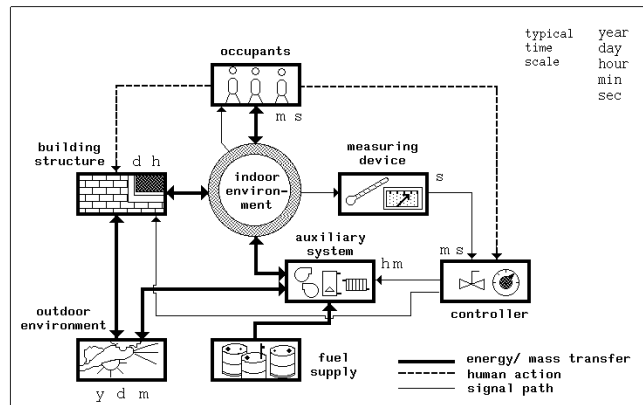 typical
time
scale
year
day
hour
min
sec
occupants
m s
building
structure
d h
indoor
environ-
ment
measuring
device
s
auxiliary
system
h m
m s
controller
outdoor
environment
y d m
fuel
supply
energy/ mass transfer
human action
signal path